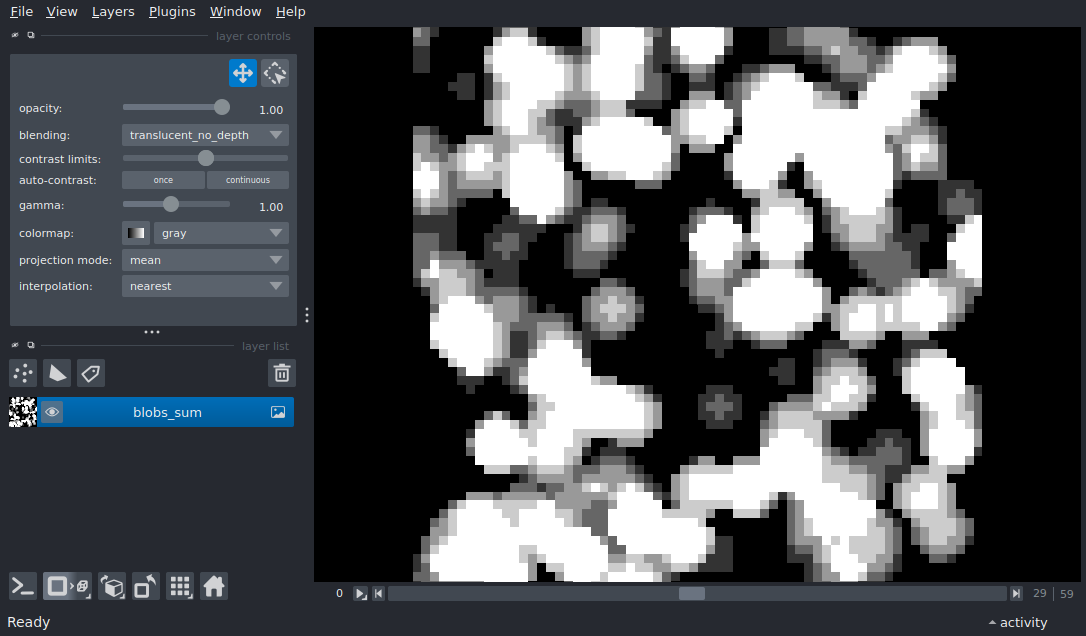 File View Layers Plugins Window Help
layer controls
opacity: 1.00
blending: translucent_no_depth
contrast limits:
auto-contrast: once continuous
gamma: 1.00
colormap: gray
projection mode: mean
interpolation: nearest
layer list
blobs_sum
0 29 59
Ready activity